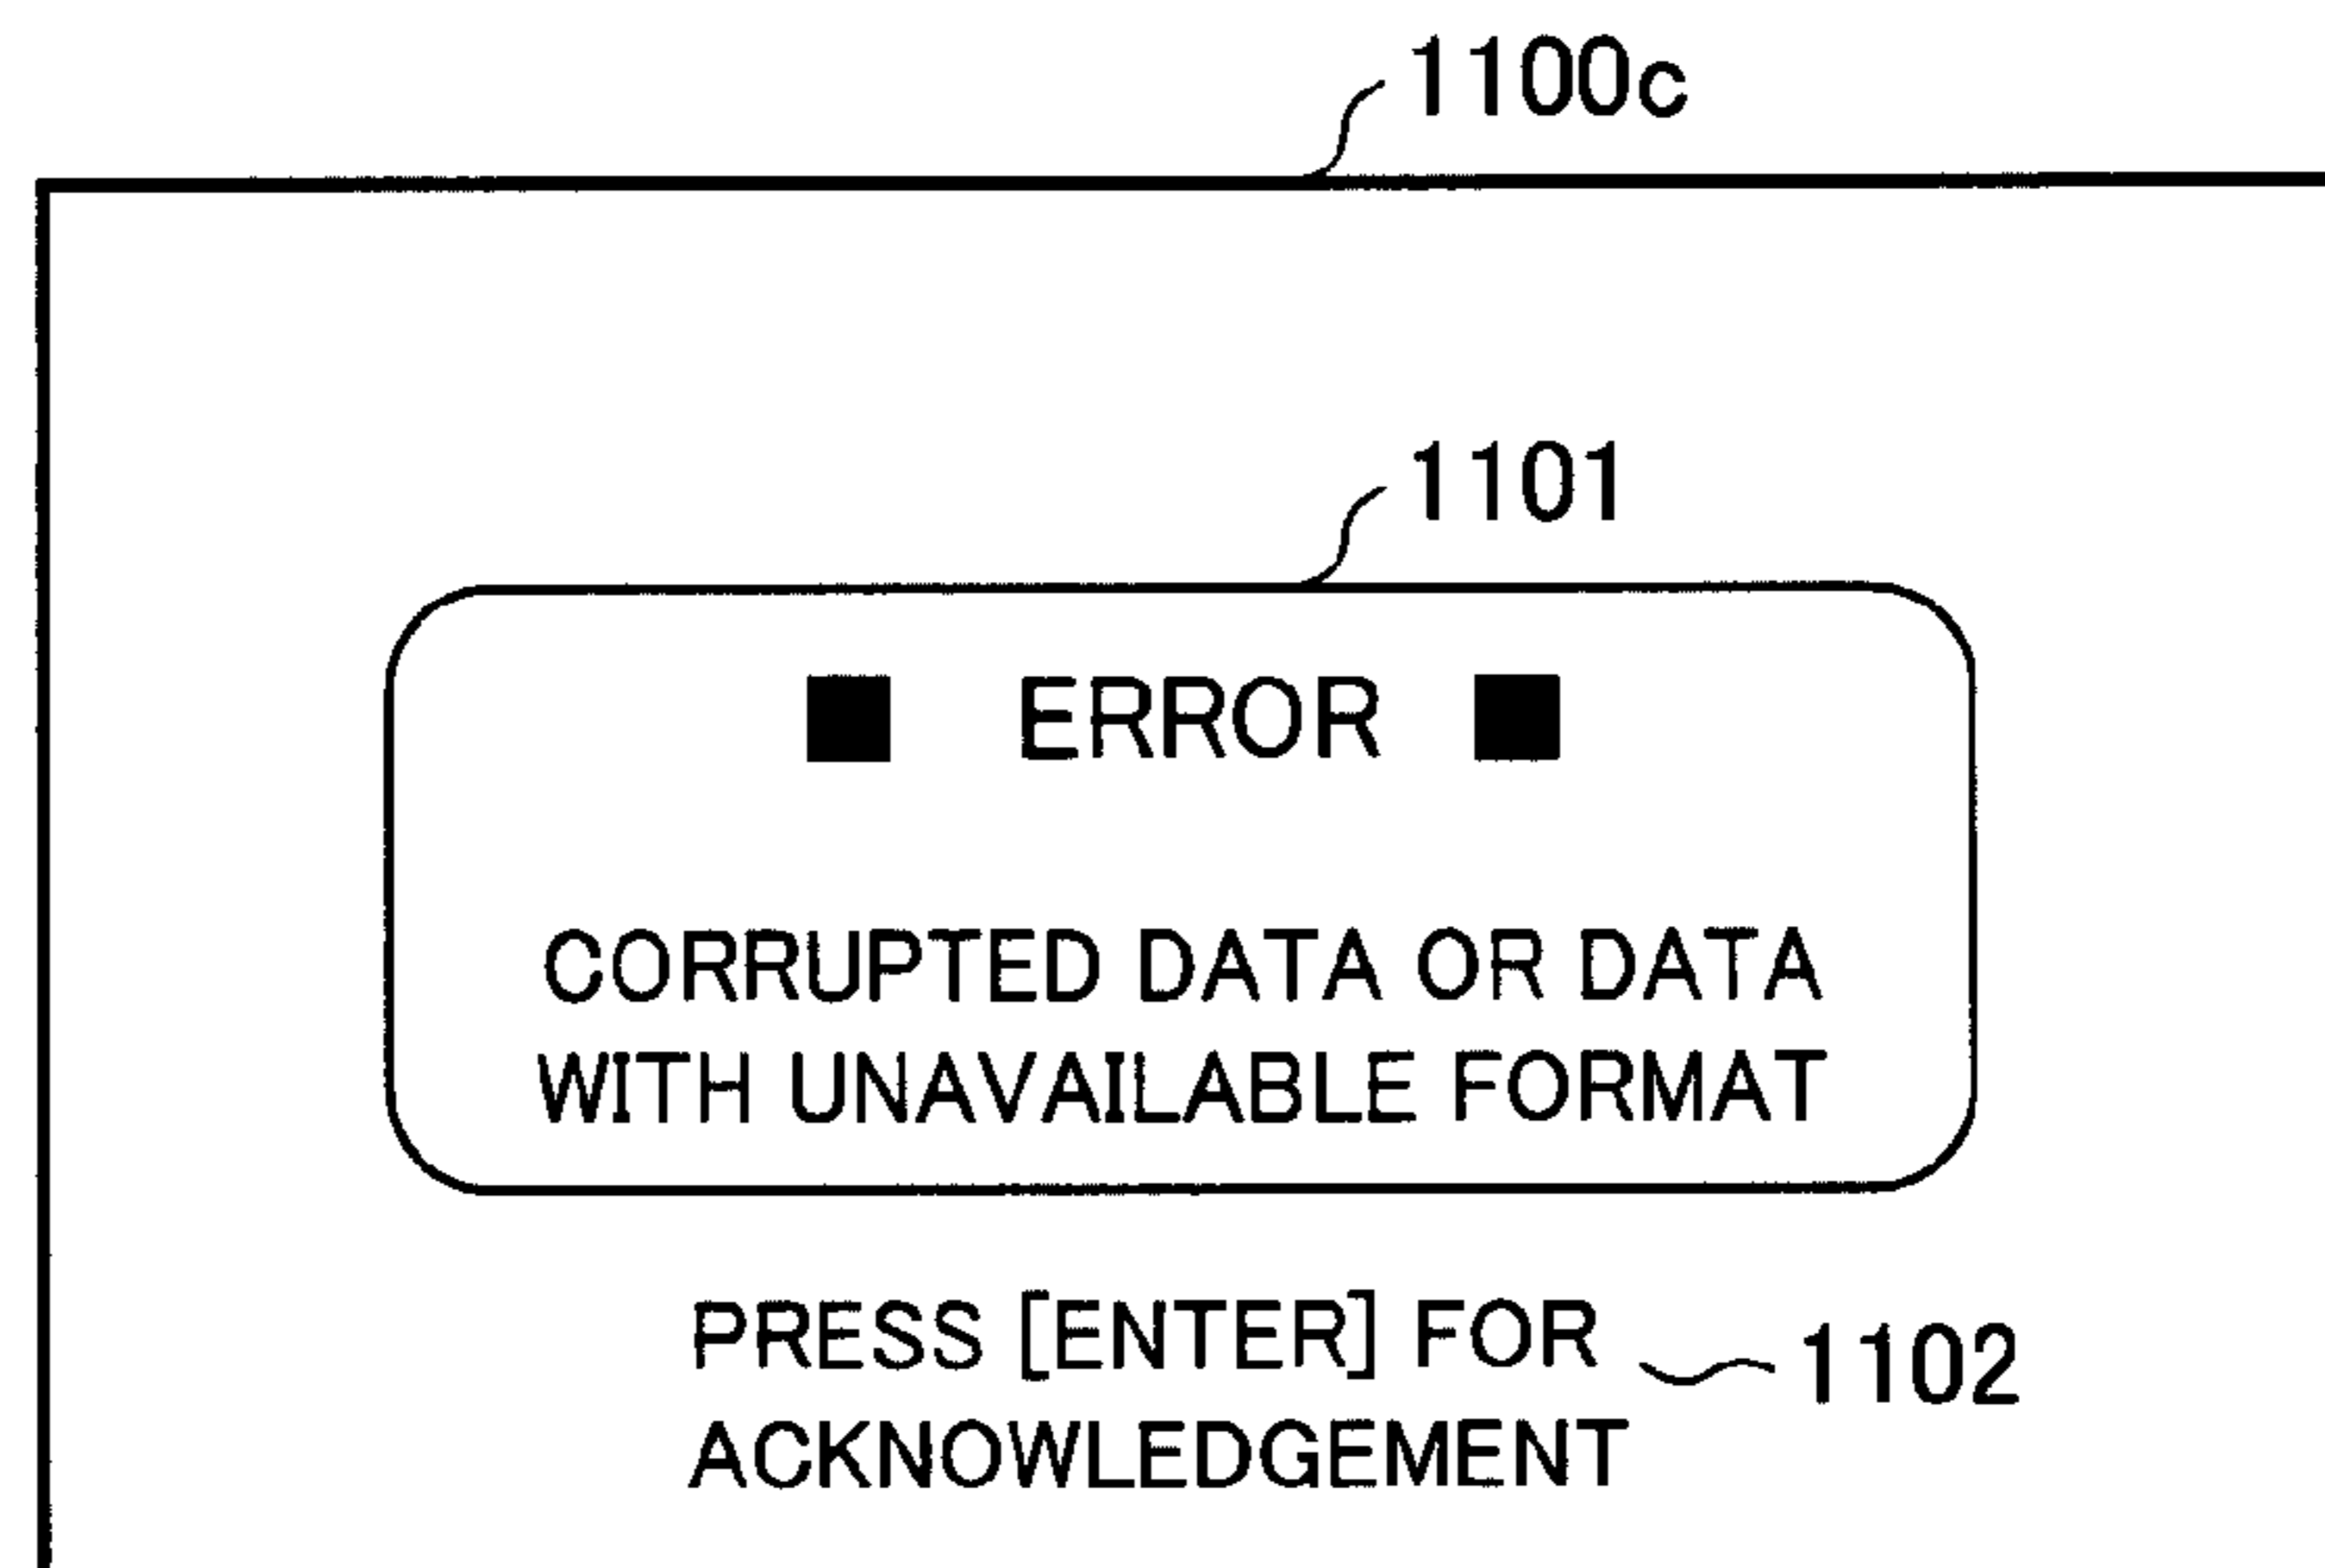 1100c
1101
■ ERROR ■
CORRUPTED DATA OR DATA
WITH UNAVAILABLE FORMAT
PRESS [ENTER] FOR
1102
ACKNOWLEDGEMENT